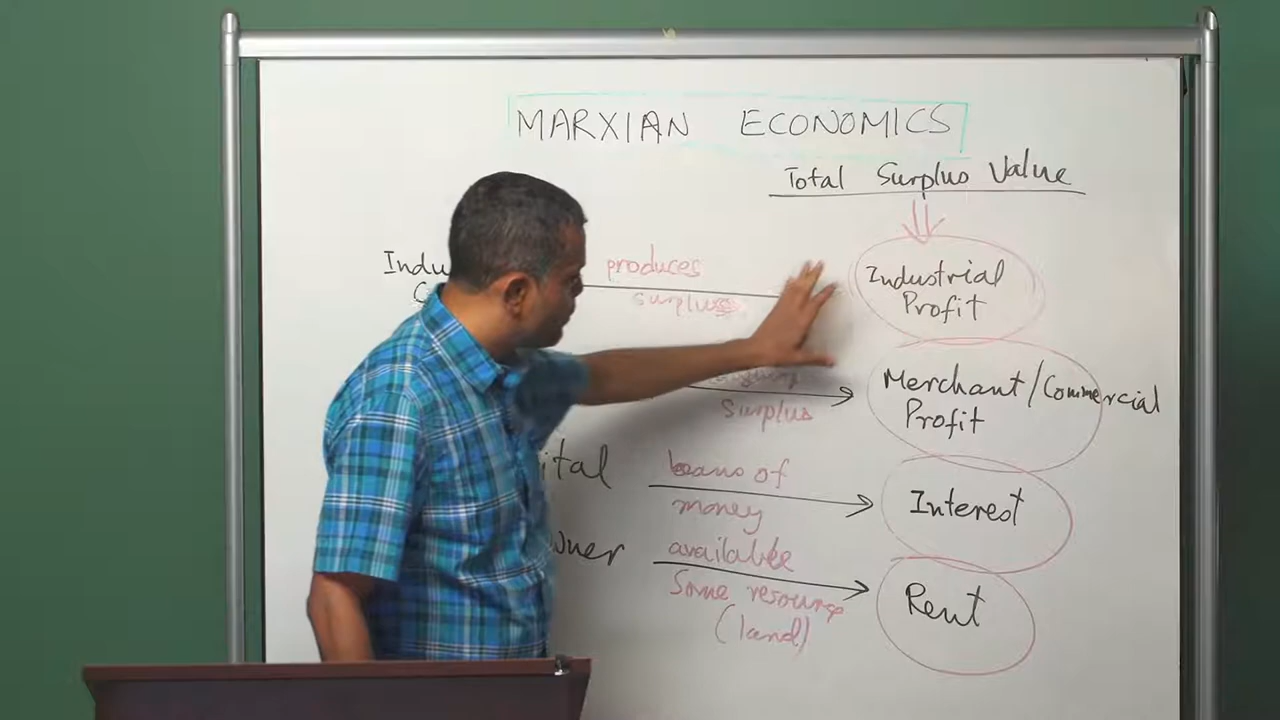 MARXIAN ECONOMICS
Total Surplus Value
Indu
produces
surplus
Industrial
Profit
Surplus
Merchant/Commercial
Profit
ital
loans of
money
Interest
wner
available
Some resource
(land)
Rent